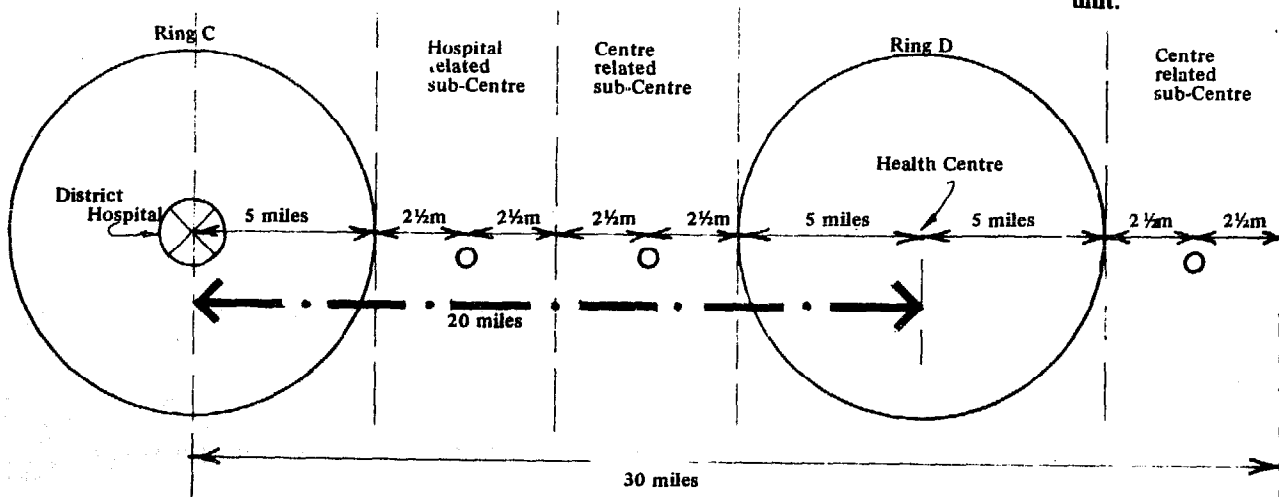 unit.
Ring C
Hospital
related
sub-Centre
Centre
related
sub-Centre
Ring D
Centre
related
sub-Centre
Health Centre
District
Hospital
5 miles
2½m
2½m
2½m
2½m
5 miles
5 miles
2½m
2½m
20 miles
30 miles